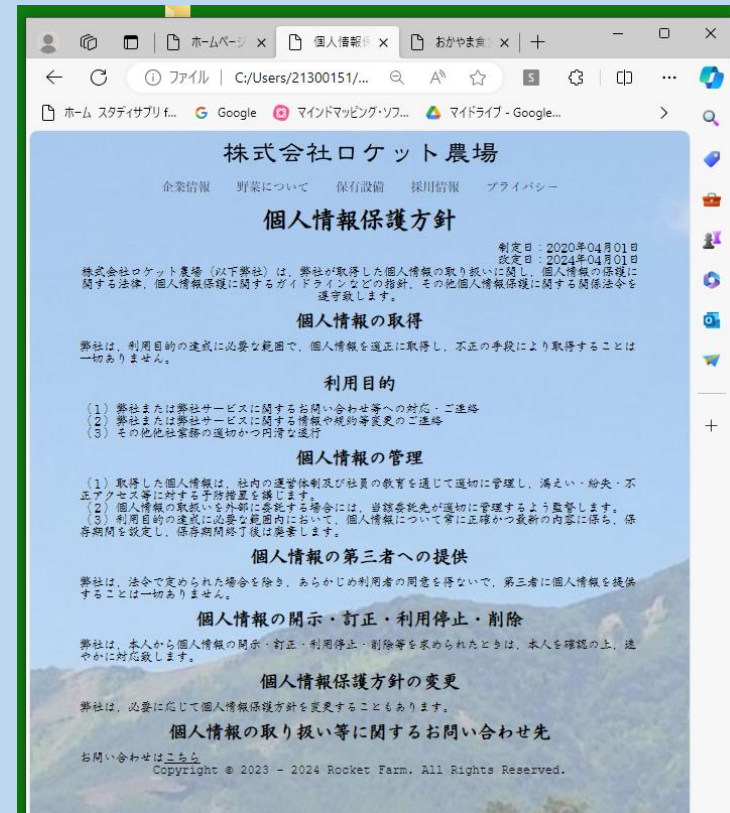 ホームページ
個人情報保
おかやま食
ファイル | C:/Users/21300151/...
ホーム スタディサプリ f...
Google
マインドマッピング・ソフ...
マイドライブ - Google...
株式会社ロケット農場
企業情報 野菜について 保有設備 採用情報 プライバシー
個人情報保護方針
制定日：2020年04月01日
改定日：2024年04月01日
株式会社ロケット農場（以下弊社）は、弊社が取得した個人情報の取り扱いに関し、個人情報の保護に
関する法律、個人情報保護に関するガイドラインなどの指針、その他個人情報保護に関する関係法令を
遵守致します。
個人情報の取得
弊社は、利用目的の達成に必要な範囲で、個人情報を適正に取得し、不正の手段により取得することは
一切ありません。
利用目的
（1）弊社または弊社サービスに関するお問い合わせ等への対応・ご連絡
（2）弊社または弊社サービスに関する情報や規約等変更のご連絡
（3）その他他社業務の適切かつ円滑な遂行
個人情報の管理
（1）取得した個人情報は、社内の運営体制及び社員の教育を通じて適切に管理し、漏えい・紛失・不
正アクセス等に対する予防措置を講じます。
（2）個人情報の取扱いを外部に委託する場合には、当該委託先が適切に管理するよう監督します。
（3）利用目的の達成に必要な範囲内において、個人情報について常に正確かつ最新の内容に保ち、保
存期間を設定し、保存期間終了後は廃棄します。
個人情報の第三者への提供
弊社は、法令で定められた場合を除き、あらかじめ利用者の同意を得ないで、第三者に個人情報を提供
することは一切ありません。
個人情報の開示・訂正・利用停止・削除
弊社は、本人から個人情報の開示・訂正・利用停止・削除等を求められたときは、本人を確認の上、速
やかに対応致します。
個人情報保護方針の変更
弊社は、必要に応じて個人情報保護方針を変更することもあります。
個人情報の取り扱い等に関するお問い合わせ先
お問い合わせはこちら
Copyright © 2023 - 2024 Rocket Farm. All Rights Reserved.